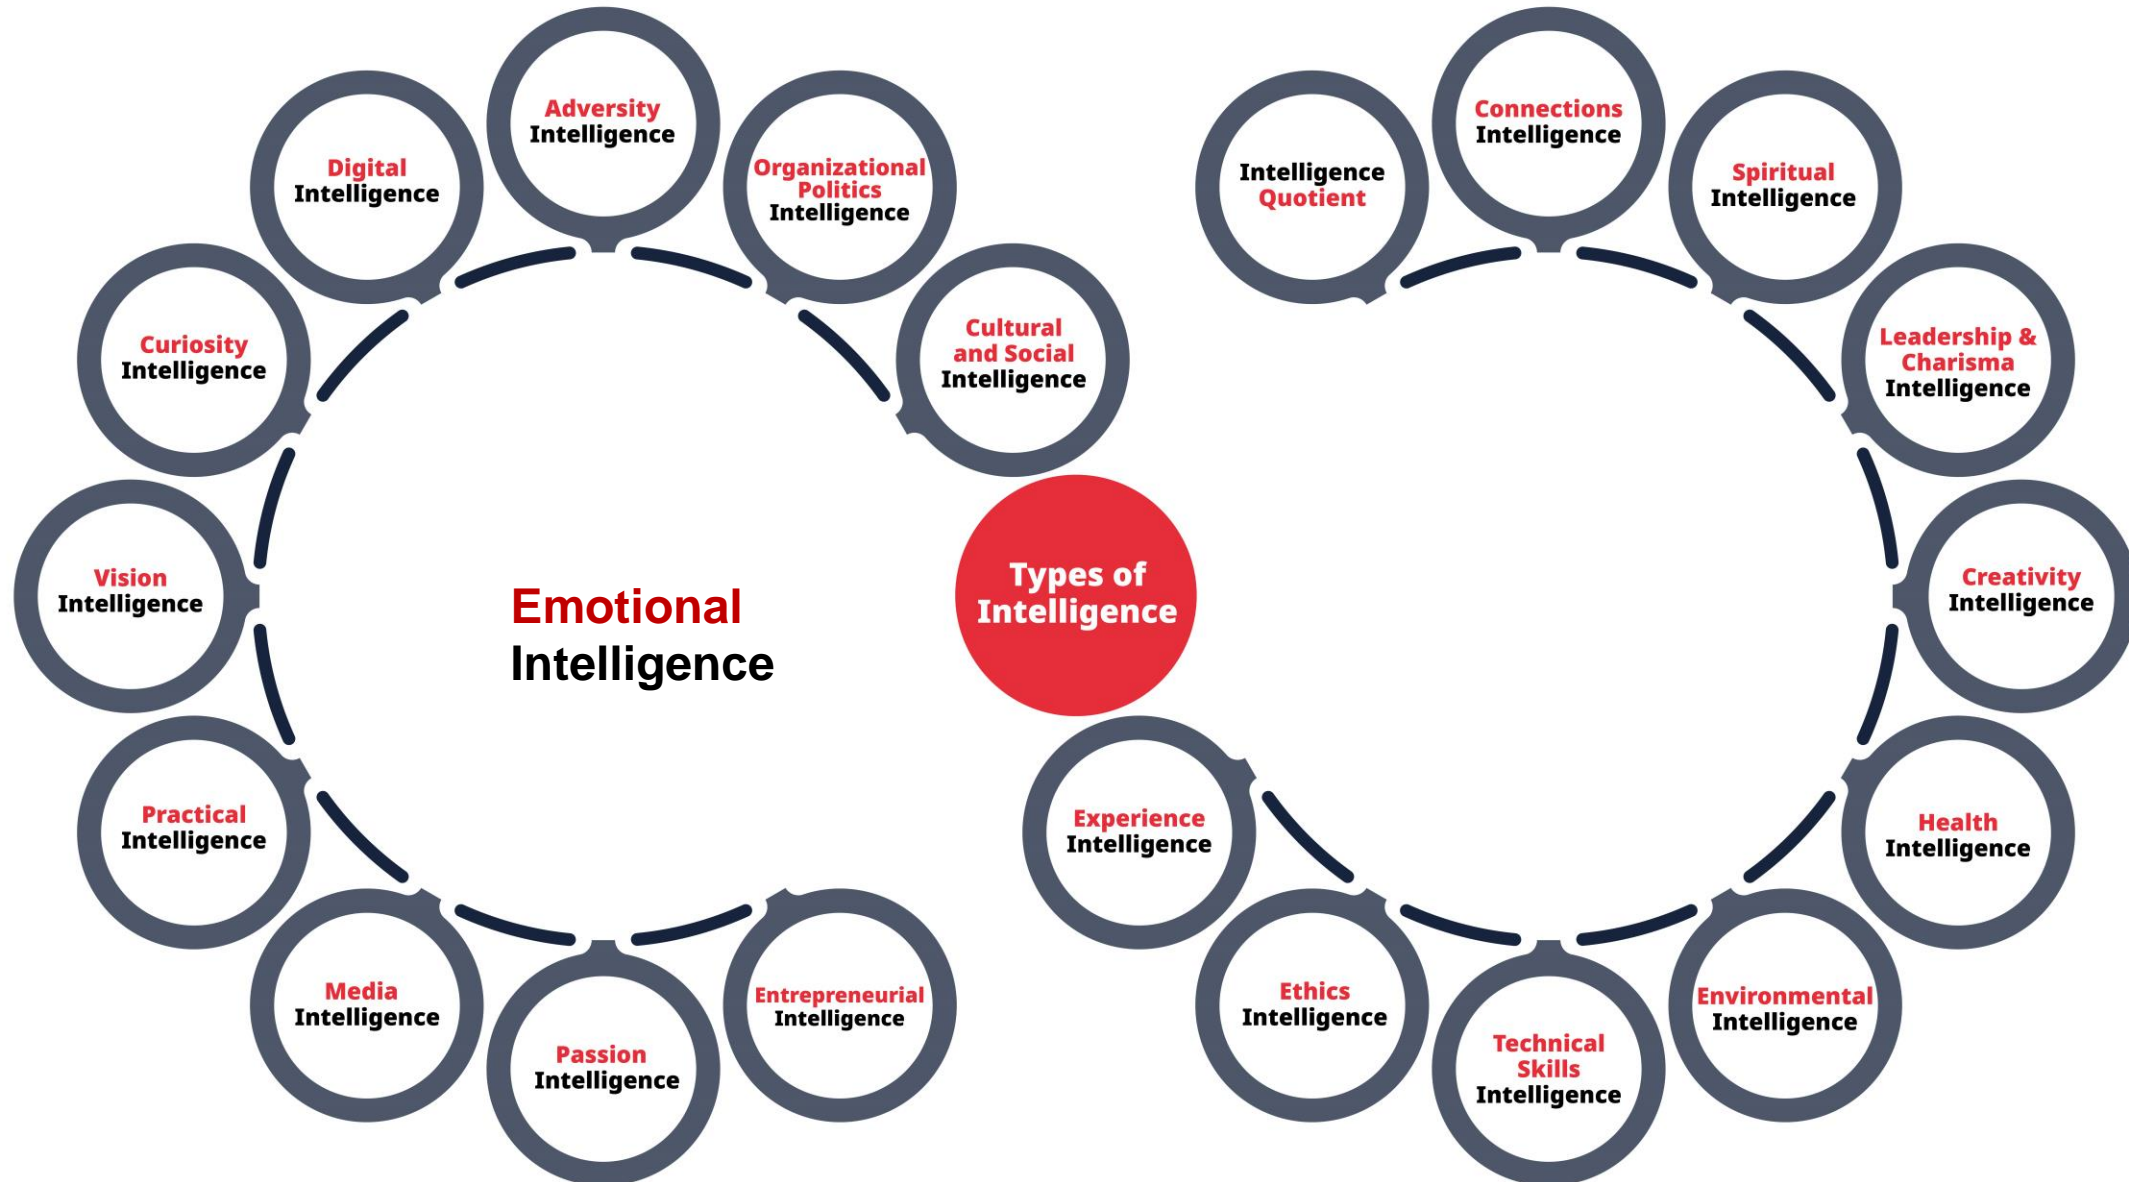 Adversity
Intelligence
Digital
Intelligence
Organizational
Politics
Intelligence
Curiosity
Intelligence
Cultural
and Social
Intelligence
Vision
Intelligence
Emotional
Intelligence
Practical
Intelligence
Media
Intelligence
Passion
Intelligence
Entrepreneurial
Intelligence
Types of
Intelligence
Intelligence
Quotient
Connections
Intelligence
Spiritual
Intelligence
Leadership &
Charisma
Intelligence
Creativity
Intelligence
Health
Intelligence
Environmental
Intelligence
Technical
Skills
Intelligence
Ethics
Intelligence
Experience
Intelligence